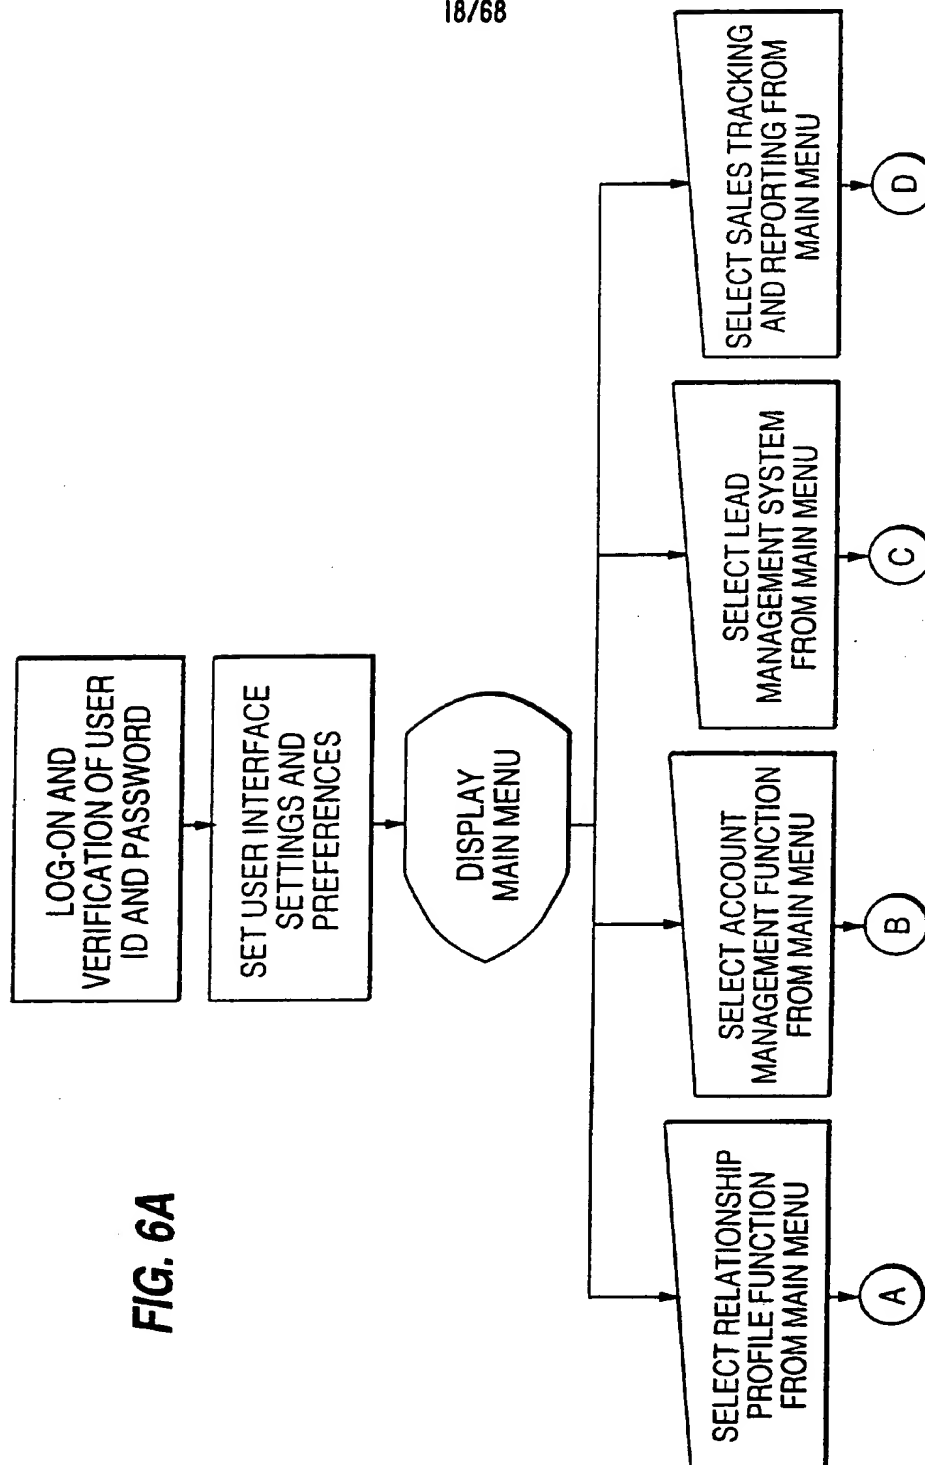 18/68
FIG. 6A
LOG-ON AND
VERIFICATION OF USER
ID AND PASSWORD
SET USER INTERFACE
SETTINGS AND
PREFERENCES
DISPLAY
MAIN MENU
SELECT RELATIONSHIP
PROFILE FUNCTION
FROM MAIN MENU
A
SELECT ACCOUNT
MANAGEMENT FUNCTION
FROM MAIN MENU
B
SELECT LEAD
MANAGEMENT SYSTEM
FROM MAIN MENU
C
SELECT SALES TRACKING
AND REPORTING FROM
MAIN MENU
D